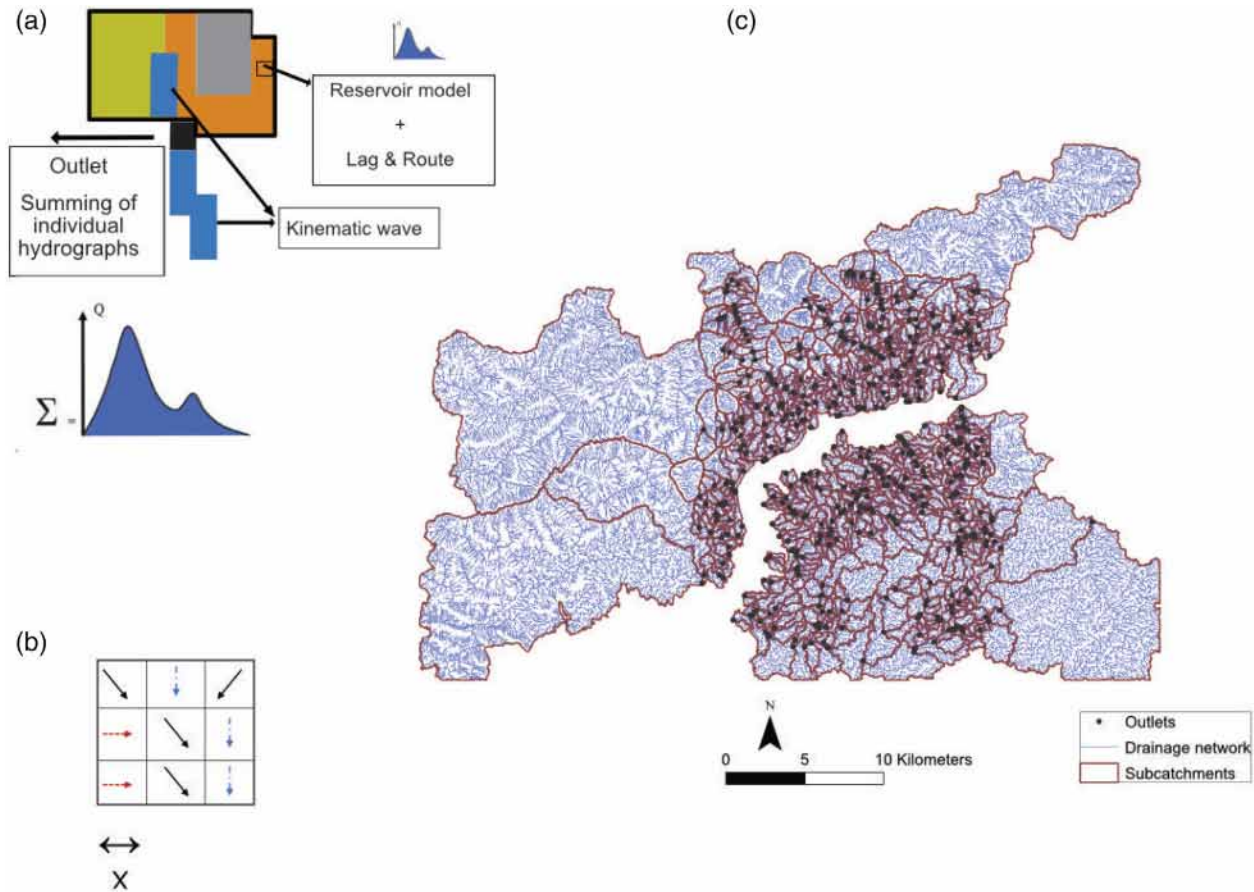 (a)
Reservoir model
+
Lag & Route
Outlet
Summing of
individual
hydrographs
Kinematic wave
Q
Σ =
(b)
X
(c)
N
0 5 10 Kilometers
Outlets
Drainage network
Subcatchments